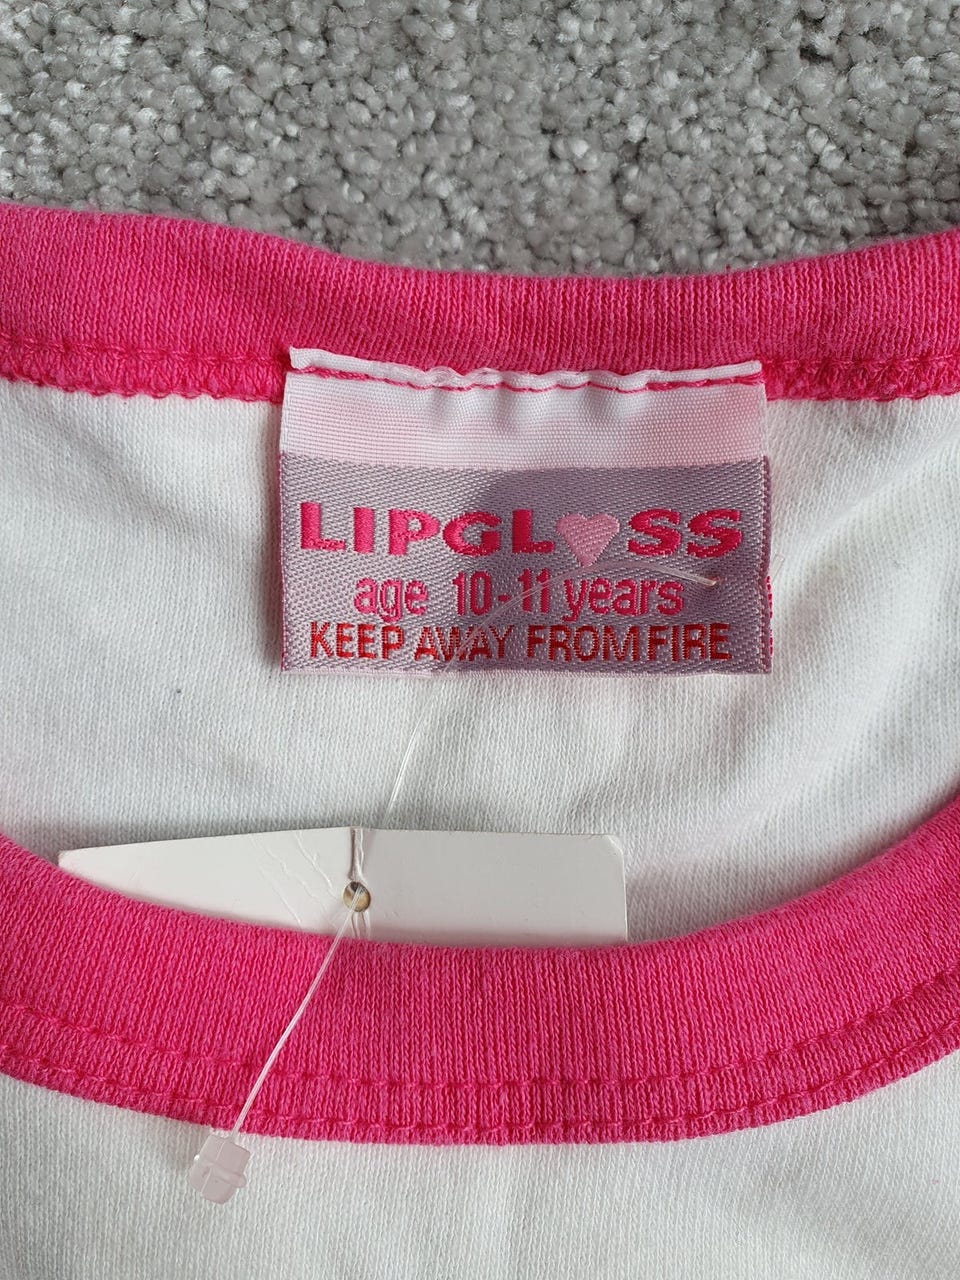 LIPGL♥SS
age 10-11 years
KEEP AWAY FROM FIRE